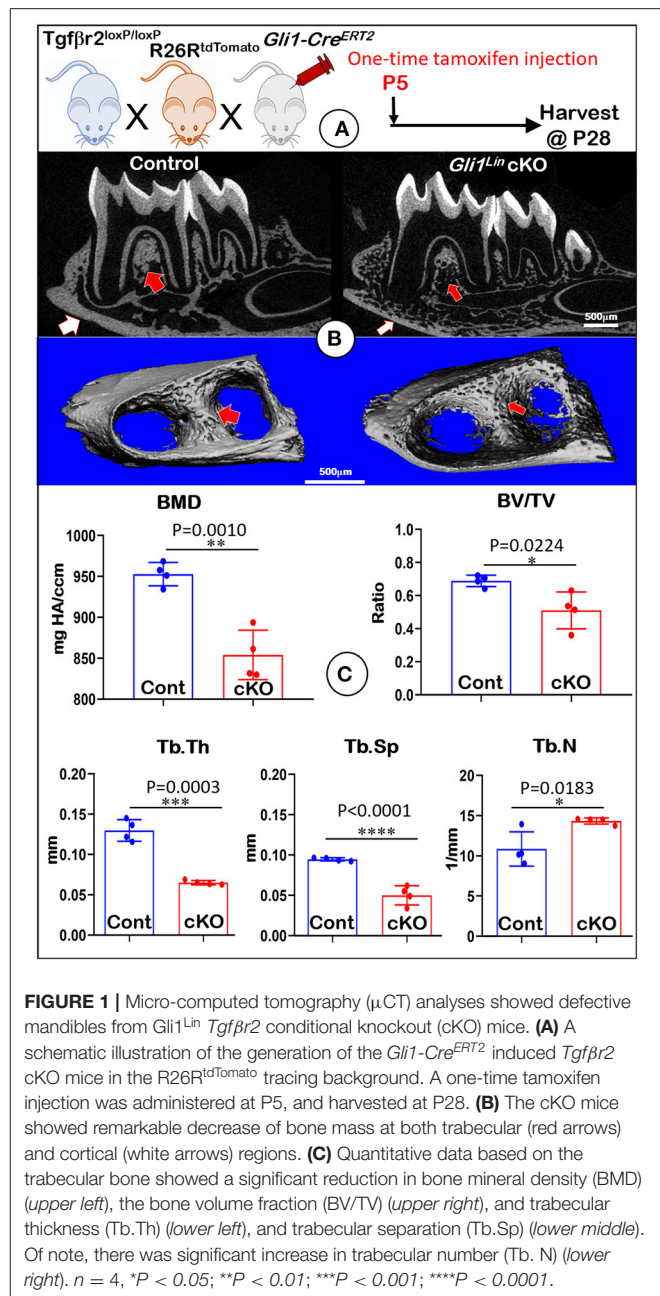 Tgfβr2loxP/loxP
R26RtdTomato
Gli1-CreERT2
One-time tamoxifen injection
P5
X X
A
Harvest
@ P28
Control
Gli1Lin cKO
500μm
B
500μm
BMD
BV/TV
mg HA/ccm
1000
950
900
850
800
P=0.0010
**
Cont
cKO
C
Ratio
1.0
0.8
0.6
0.4
0.2
0.0
P=0.0224
*
Cont
cKO
Tb.Th
Tb.Sp
Tb.N
mm
0.20
0.15
0.10
0.05
0.00
P=0.0003
***
Cont
cKO
mm
0.20
0.15
0.10
0.05
0.00
P<0.0001
****
Cont
cKO
1/mm
20
15
10
5
0
P=0.0183
*
Cont
cKO
FIGURE 1 | Micro-computed tomography (μCT) analyses showed defective
mandibles from Gli1Lin Tgfβr2 conditional knockout (cKO) mice. (A) A
schematic illustration of the generation of the Gli1-CreERT2 induced Tgfβr2
cKO mice in the R26RtdTomato tracing background. A one-time tamoxifen
injection was administered at P5, and harvested at P28. (B) The cKO mice
showed remarkable decrease of bone mass at both trabecular (red arrows)
and cortical (white arrows) regions. (C) Quantitative data based on the
trabecular bone showed a significant reduction in bone mineral density (BMD)
(upper left), the bone volume fraction (BV/TV) (upper right), and trabecular
thickness (Tb.Th) (lower left), and trabecular separation (Tb.Sp) (lower middle).
Of note, there was significant increase in trabecular number (Tb. N) (lower
right). n = 4, *P < 0.05; **P < 0.01; ***P < 0.001; ****P < 0.0001.